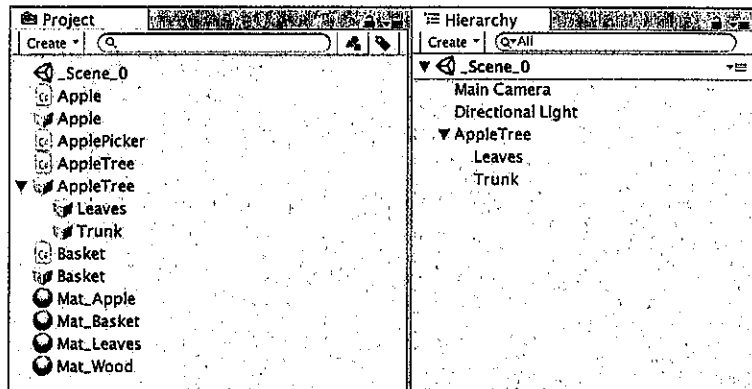 Project
Create
_Scene_0
Apple
Apple
ApplePicker
AppleTree
AppleTree
Leaves
Trunk
Basket
Basket
Mat_Apple
Mat_Basket
Mat_Leaves
Mat_Wood
Hierarchy
Create
All
_Scene_0
Main Camera
Directional Light
AppleTree
Leaves
Trunk